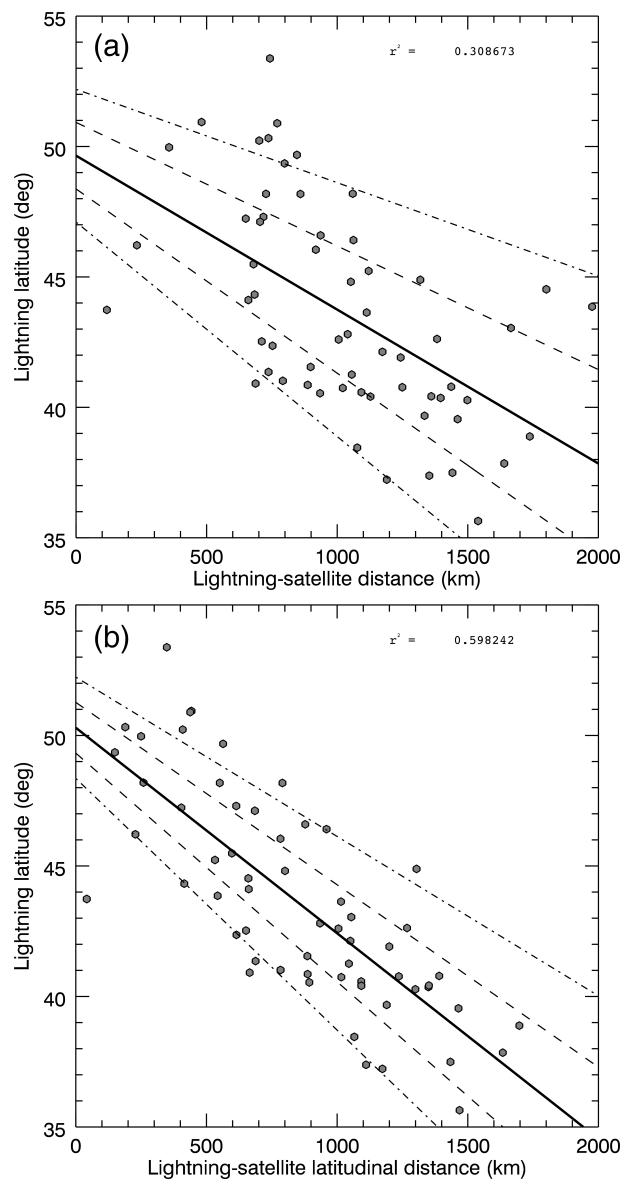 55
(a)
r² = 0.308673
50
45
40
35
Lightning latitude (deg)
0 500 1000 1500 2000
Lightning-satellite distance (km)
55
(b)
r² = 0.598242
50
45
40
35
Lightning latitude (deg)
0 500 1000 1500 2000
Lightning-satellite latitudinal distance (km)